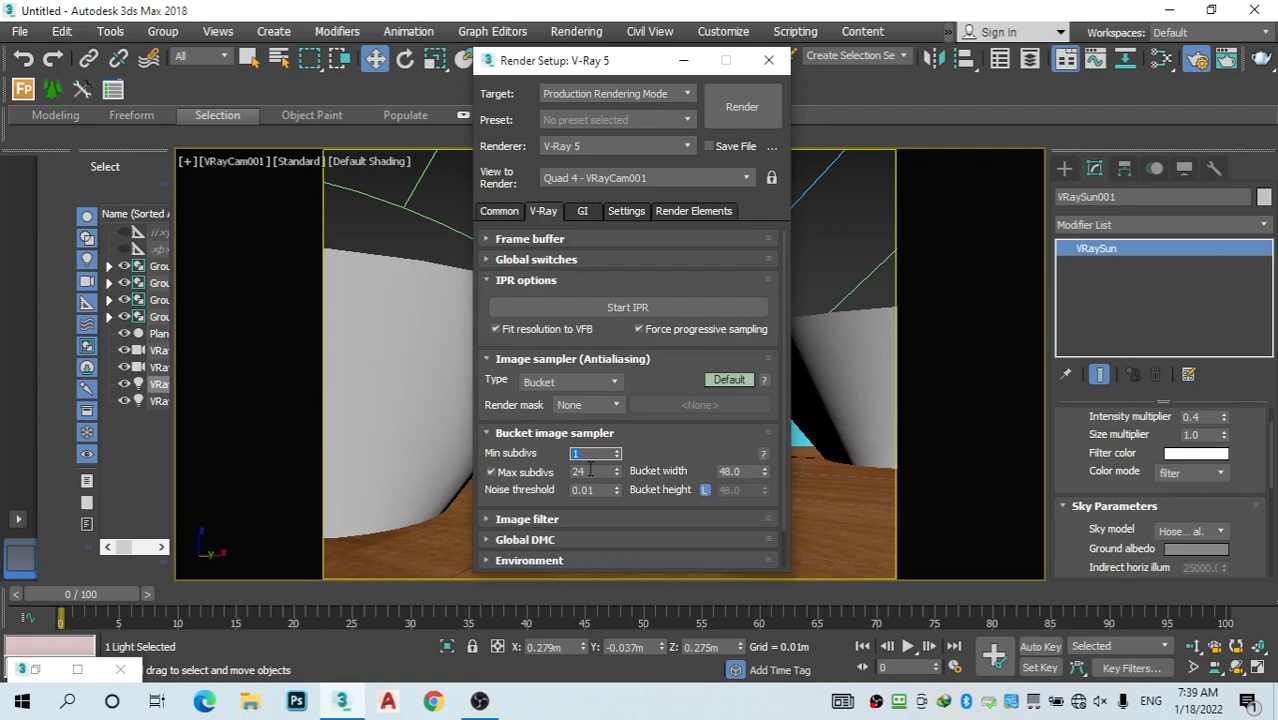 Untitled - Autodesk 3ds Max 2018
File Edit Tools Group Views Create Modifiers Animation Graph Editors Rendering Civil View Customize Scripting Content » Sign In Workspaces: Default
All Create Selection Se
Modeling Freeform Selection Object Paint Populate
Render Setup: V-Ray 5
Target: Production Rendering Mode
Preset: No preset selected
Renderer: V-Ray 5
Render
Save File ...
View to Render: Quad 4 - VRayCam001
Common V-Ray GI Settings Render Elements
Frame buffer
Global switches
IPR options
Start IPR
Fit resolution to VFB Force progressive sampling
Image sampler (Antialiasing)
Type Bucket Default ?
Render mask None <None>
Bucket image sampler
Min subdivs 1 ?
Max subdivs 24 Bucket width 48.0
Noise threshold 0.01 Bucket height L 48.0
Image filter
Global DMC
Environment
[+] [VRayCam001] [Standard] [Default Shading]
Select
Name (Sorted A
Grou
Grou
Grou
Grou
Plan
VRa
VRa
VRa
VRa
z
y
x
VRaySun001
Modifier List
VRaySun
Intensity multiplier 0.4
Size multiplier 1.0
Filter color
Color mode filter
Sky Parameters
Sky model Hose... al.
Ground albedo
Indirect horiz illum 25000.0
< 0 / 100 >
0 5 10 15 20 25 30 35 40 45 50 55 60 65 70 75 80 85 90 95 100
1 Light Selected
X: 0.279m Y: -0.037m Z: 0.275m Grid = 0.01m
Auto Key Selected
drag to select and move objects
Add Time Tag
0
Set Key Key Filters...
ENG
7:39 AM
1/18/2022